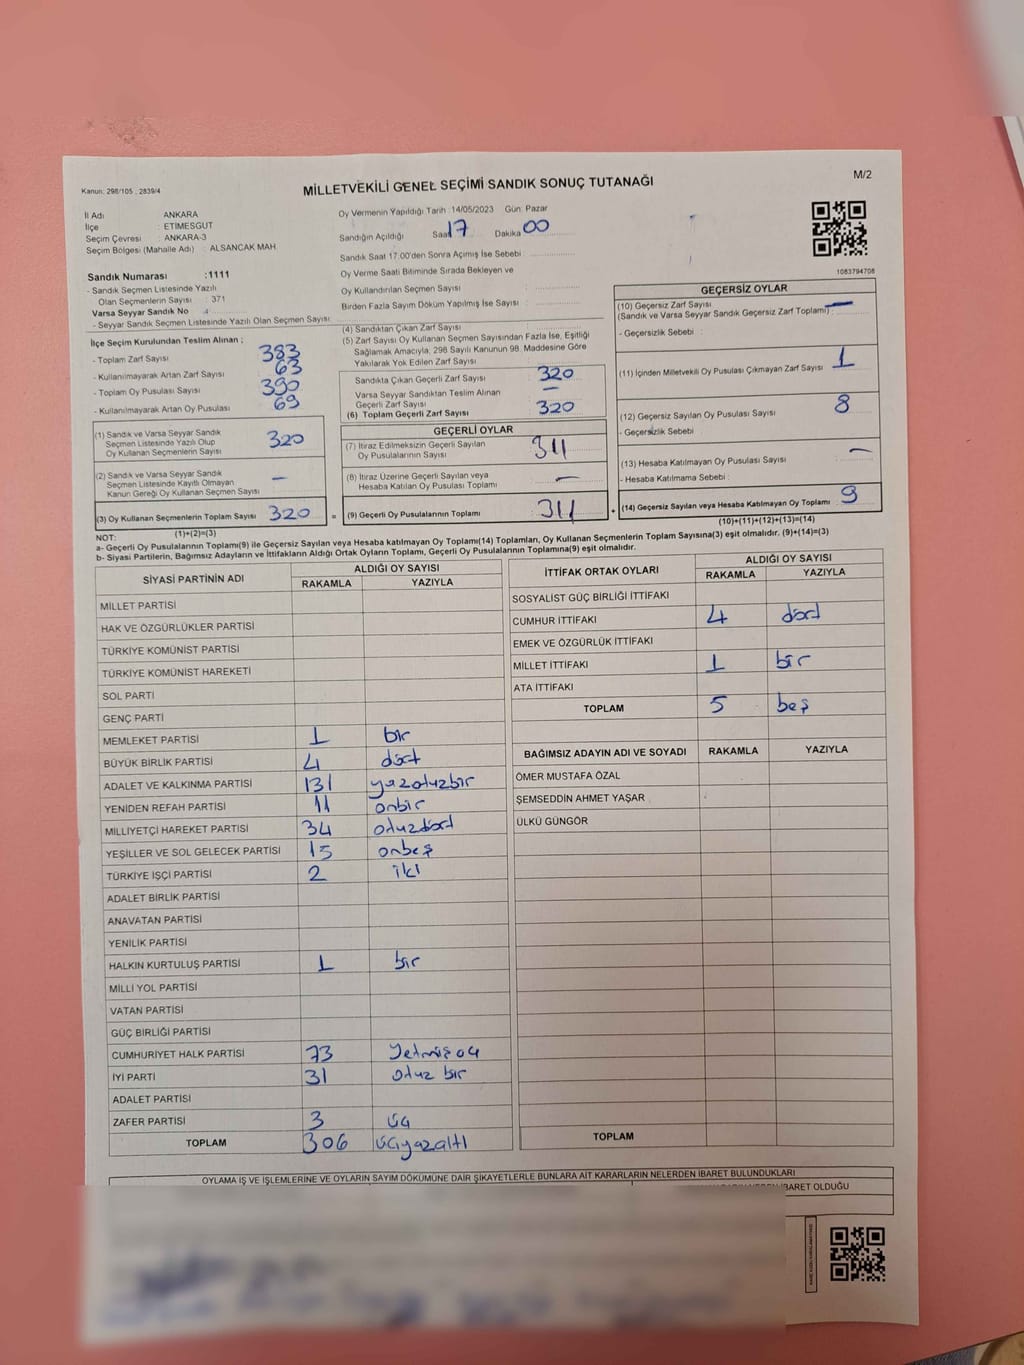 Kanun: 298/105 , 2839/4
MİLLETVEKİLİ GENEL SEÇİMİ SANDIK SONUÇ TUTANAĞI
M/2
İl Adı ANKARA
İlçe : ETİMESGUT
Seçim Çevresi : ANKARA-3
Seçim Bölgesi (Mahalle Adı) : ALSANCAK MAH.
Sandık Numarası :1111
- Sandık Seçmen Listesinde Yazılı
Olan Seçmenlerin Sayısı : 371
Varsa Seyyar Sandık No
- Seyyar Sandık Seçmen Listesinde Yazılı Olan Seçmen Sayısı:
İlçe Seçim Kurulundan Teslim Alınan ;
- Toplam Zarf Sayısı 383
- Kullanılmayarak Artan Zarf Sayısı 63
- Toplam Oy Pusulası Sayısı 390
- Kullanılmayarak Artan Oy Pusulası 69
(1) Sandık ve Varsa Seyyar Sandık
Seçmen Listesinde Yazılı Olup
Oy Kullanan Seçmenlerin Sayısı 320
(2) Sandık ve Varsa Seyyar Sandık
Seçmen Listesinde Kayıtlı Olmayan
Kanun Gereği Oy Kullanan Seçmen Sayısı —
(3) Oy Kullanan Seçmenlerin Toplam Sayısı 320 =
(1)+(2)=(3)
Oy Vermenin Yapıldığı Tarih :14/05/2023 Gün: Pazar
Sandığın Açıldığı Saat 17 Dakika 00
Sandık Saat 17.00'den Sonra Açımış İse Sebebi :
Oy Verme Saati Bitiminde Sırada Bekleyen ve
Oy Kullandırılan Seçmen Sayısı :
Birden Fazla Sayım Döküm Yapılmış İse Sayısı :
(4) Sandıktan Çıkan Zarf Sayısı
(5) Zarf Sayısı Oy Kullanan Seçmen Sayısından Fazla İse, Eşitliği
Sağlamak Amacıyla; 298 Sayılı Kanunun 98. Maddesine Göre
Yakılarak Yok Edilen Zarf Sayısı
Sandıkta Çıkan Geçerli Zarf Sayısı 320
Varsa Seyyar Sandıktan Teslim Alınan
Geçerli Zarf Sayısı —
(6) Toplam Geçerli Zarf Sayısı 320
GEÇERLİ OYLAR
(7) İtiraz Edilmeksizin Geçerli Sayılan
Oy Pusulalarının Sayısı 311
(8) İtiraz Üzerine Geçerli Sayılan veya
Hesaba Katılan Oy Pusulası Toplamı —
(9) Geçerli Oy Pusulalarının Toplamı 311 +
1083794708
GEÇERSİZ OYLAR
(10) Geçersiz Zarf Sayısı
(Sandık ve Varsa Seyyar Sandık Geçersiz Zarf Toplamı) : —
- Geçersizlik Sebebi :
(11) İçinden Milletvekili Oy Pusulası Çıkmayan Zarf Sayısı 1
(12) Geçersiz Sayılan Oy Pusulası Sayısı 8
- Geçersizlik Sebebi
(13) Hesaba Katılmayan Oy Pusulası Sayısı —
- Hesaba Katılmama Sebebi :
(14) Geçersiz Sayılan veya Hesaba Katılmayan Oy Toplamı 9
(10)+(11)+(12)+(13)=(14)
NOT:
a- Geçerli Oy Pusulalarının Toplamı(9) ile Geçersiz Sayılan veya Hesaba katılmayan Oy Toplamı(14) Toplamları, Oy Kullanan Seçmenlerin Toplam Sayısına(3) eşit olmalıdır. (9)+(14)=(3)
b- Siyasi Partilerin, Bağımsız Adayların ve İttifakların Aldığı Ortak Oyların Toplamı, Geçerli Oy Pusulalarının Toplamına(9) eşit olmalıdır.
SİYASİ PARTİNİN ADI ALDIĞI OY SAYISI
RAKAMLA YAZIYLA
MİLLET PARTİSİ
HAK VE ÖZGÜRLÜKLER PARTİSİ
TÜRKİYE KOMÜNİST PARTİSİ
TÜRKİYE KOMÜNİST HAREKETİ
SOL PARTİ
GENÇ PARTİ
MEMLEKET PARTİSİ 1 bir
BÜYÜK BİRLİK PARTİSİ 4 dört
ADALET VE KALKINMA PARTİSİ 131 yüzotuzbir
YENİDEN REFAH PARTİSİ 11 onbir
MİLLİYETÇİ HAREKET PARTİSİ 34 otuzdört
YEŞİLLER VE SOL GELECEK PARTİSİ 15 onbeş
TÜRKİYE İŞÇİ PARTİSİ 2 iki
ADALET BİRLİK PARTİSİ
ANAVATAN PARTİSİ
YENİLİK PARTİSİ
HALKIN KURTULUŞ PARTİSİ 1 bir
MİLLİ YOL PARTİSİ
VATAN PARTİSİ
GÜÇ BİRLİĞİ PARTİSİ
CUMHURİYET HALK PARTİSİ 73 Yetmişüç
İYİ PARTİ 31 otuz bir
ADALET PARTİSİ
ZAFER PARTİSİ 3 üç
TOPLAM 306 üçyüzaltı
İTTİFAK ORTAK OYLARI ALDIĞI OY SAYISI
RAKAMLA YAZIYLA
SOSYALİST GÜÇ BİRLİĞİ İTTİFAKI
CUMHUR İTTİFAKI 4 dört
EMEK VE ÖZGÜRLÜK İTTİFAKI
MİLLET İTTİFAKI 1 bir
ATA İTTİFAKI
TOPLAM 5 beş
BAĞIMSIZ ADAYIN ADI VE SOYADI RAKAMLA YAZIYLA
ÖMER MUSTAFA ÖZAL
ŞEMSEDDİN AHMET YAŞAR
ÜLKÜ GÜNGÖR
TOPLAM
OYLAMA İŞ VE İŞLEMLERİNE VE OYLARIN SAYIM DÖKÜMÜNE DAİR ŞİKAYETLERLE BUNLARA AİT KARARLARIN NELERDEN İBARET BULUNDUKLARI
İBARET OLDUĞU